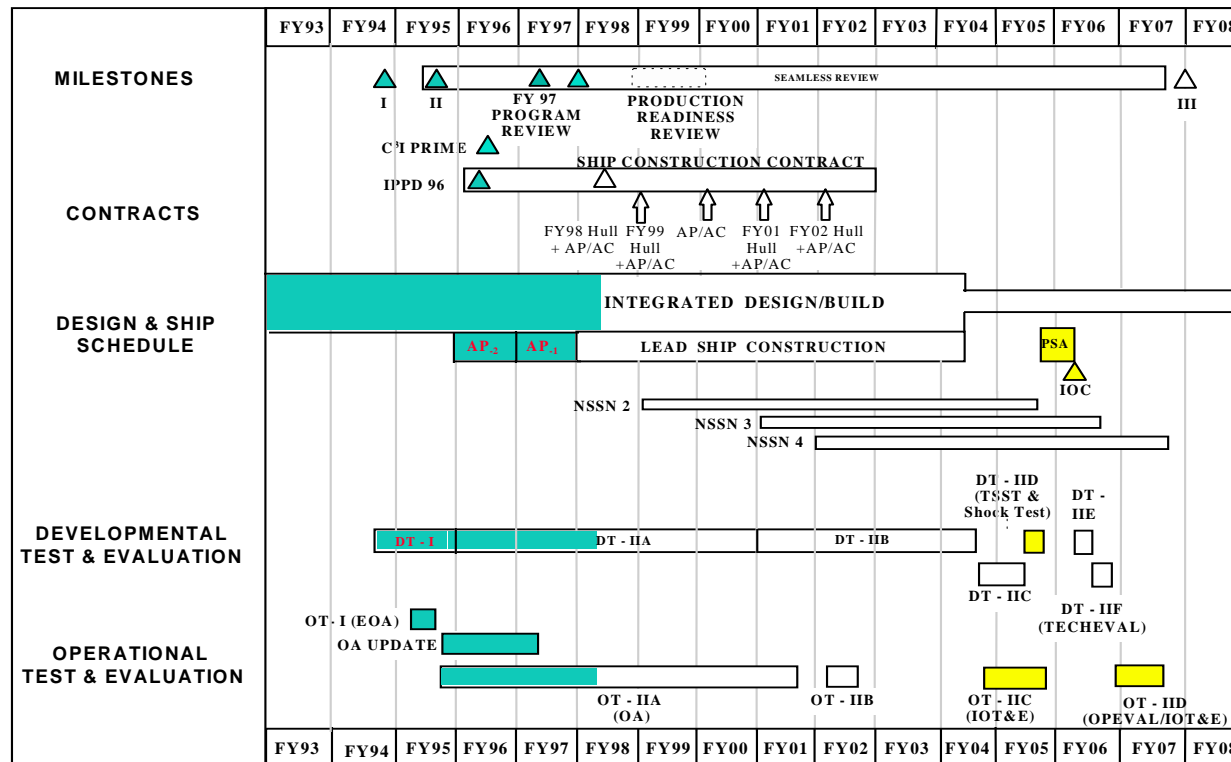 FY93 FY94 FY95 FY96 FY97 FY98 FY99 FY00 FY01 FY02 FY03 FY04 FY05 FY06 FY07 FY08
MILESTONES
SEAMLESS REVIEW
I
II
FY 97
PROGRAM
REVIEW
PRODUCTION
READINESS
REVIEW
III
C³I PRIME
SHIP CONSTRUCTION CONTRACT
IPPD 96
CONTRACTS
FY98 Hull
+ AP/AC
FY99
Hull
+AP/AC
AP/AC
FY01
Hull
+AP/AC
FY02 Hull
+AP/AC
DESIGN & SHIP
SCHEDULE
INTEGRATED DESIGN/BUILD
AP-2
AP-1
LEAD SHIP CONSTRUCTION
PSA
IOC
NSSN 2
NSSN 3
NSSN 4
DEVELOPMENTAL
TEST & EVALUATION
DT - I
DT - IIA
DT - IIB
DT - IID
(TSST &
Shock Test)
DT -
IIE
DT - IIC
DT - IIF
(TECHEVAL)
OPERATIONAL
TEST & EVALUATION
OT- I (EOA)
OA UPDATE
OT - IIA
(OA)
OT - IIB
OT - IIC
(IOT&E)
OT - IID
(OPEVAL/IOT&E)
FY93 FY94 FY95 FY96 FY97 FY98 FY99 FY00 FY01 FY02 FY03 FY04 FY05 FY06 FY07 FY08